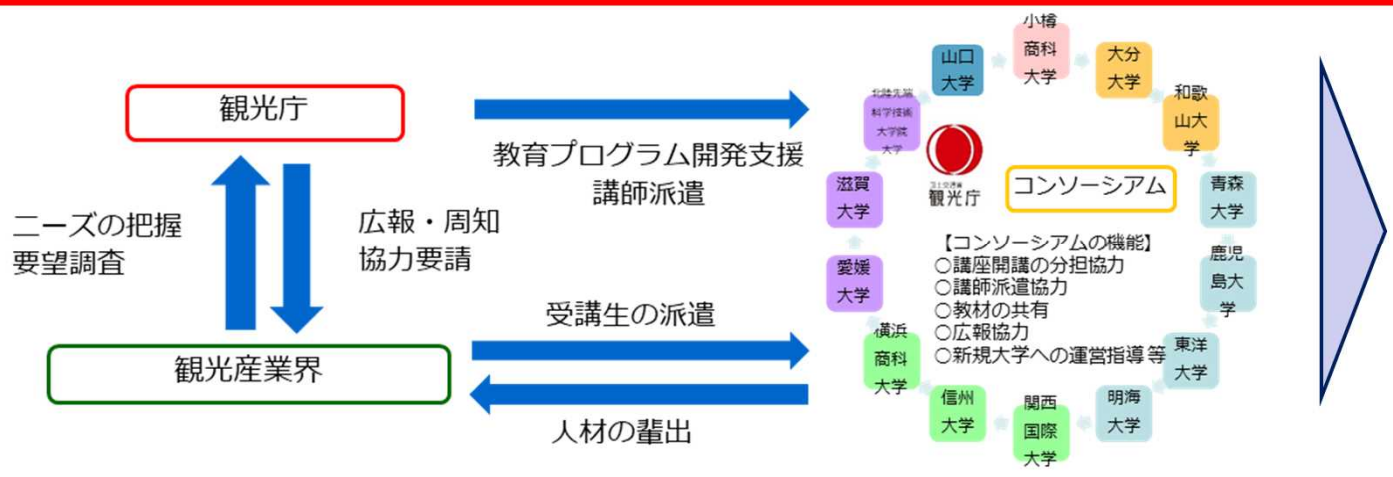 観光庁
ニーズの把握
要望調査
広報・周知
協力要請
観光産業界
教育プログラム開発支援
講師派遣
受講生の派遣
人材の輩出
小樽
商科
大学
大分
大学
和歌
山大
学
青森
大学
鹿児
島大
学
東洋
大学
明海
大学
関西
国際
大学
信州
大学
横浜
商科
大学
愛媛
大学
滋賀
大学
北陸先端
科学技術
大学院
大学
山口
大学
国土交通省
観光庁
コンソーシアム
【コンソーシアムの機能】
○講座開講の分担協力
○講師派遣協力
○教材の共有
○広報協力
○新規大学への運営指導等